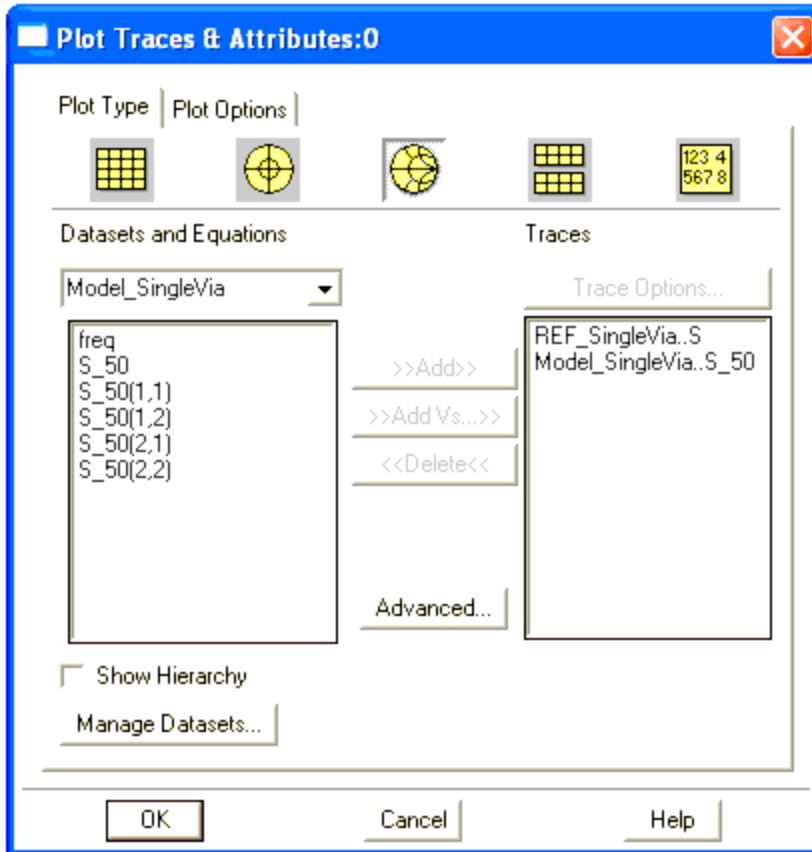 Plot Traces & Attributes:0
Plot Type
Plot Options
123 4
567 8
Datasets and Equations
Traces
Model_SingleVia
Trace Options...
freq
S_50
S_50(1,1)
S_50(1,2)
S_50(2,1)
S_50(2,2)
>>Add>>
>>Add Vs...>>
<<Delete<<
Advanced...
REF_SingleVia..S
Model_SingleVia..S_50
Show Hierarchy
Manage Datasets...
OK
Cancel
Help